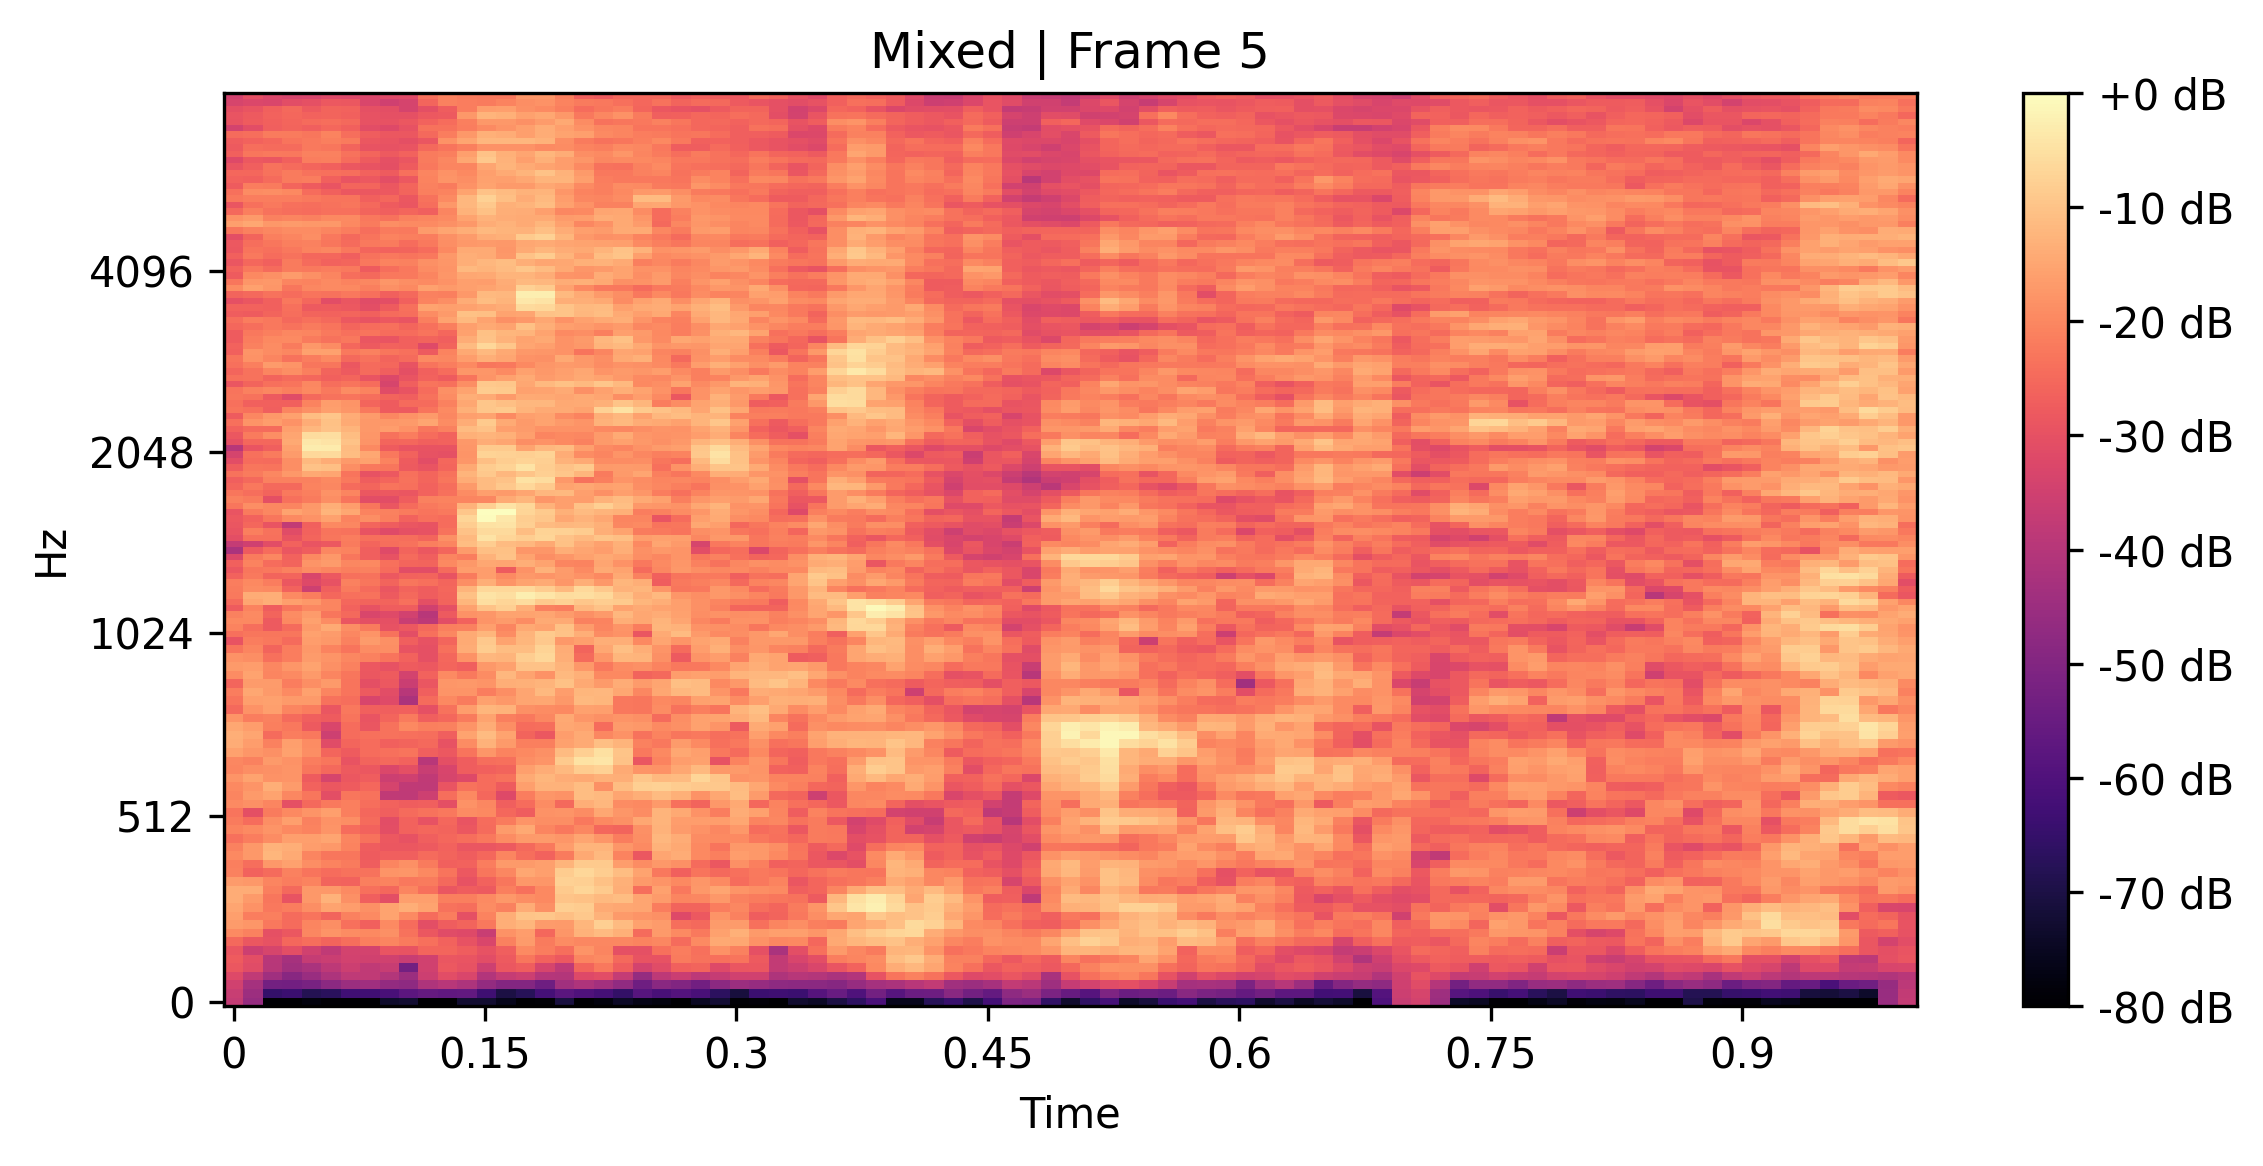 Mixed | Frame 5
+0 dB
-10 dB
-20 dB
-30 dB
-40 dB
-50 dB
-60 dB
-70 dB
-80 dB
4096
2048
1024
512
0
Hz
0 0.15 0.3 0.45 0.6 0.75 0.9
Time